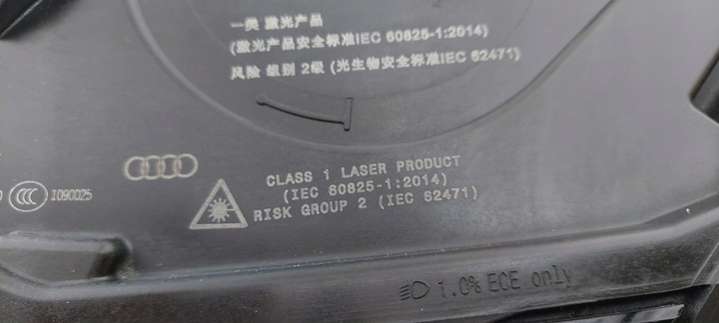 一类 激光产品
(激光产品安全标准IEC 60825-1:2014)
风险 组别 2级 (光生物安全标准IEC 62471)
CLASS 1 LASER PRODUCT
(IEC 60825-1:2014)
RISK GROUP 2 (IEC 62471)
CCC I090025
1.0% ECE only